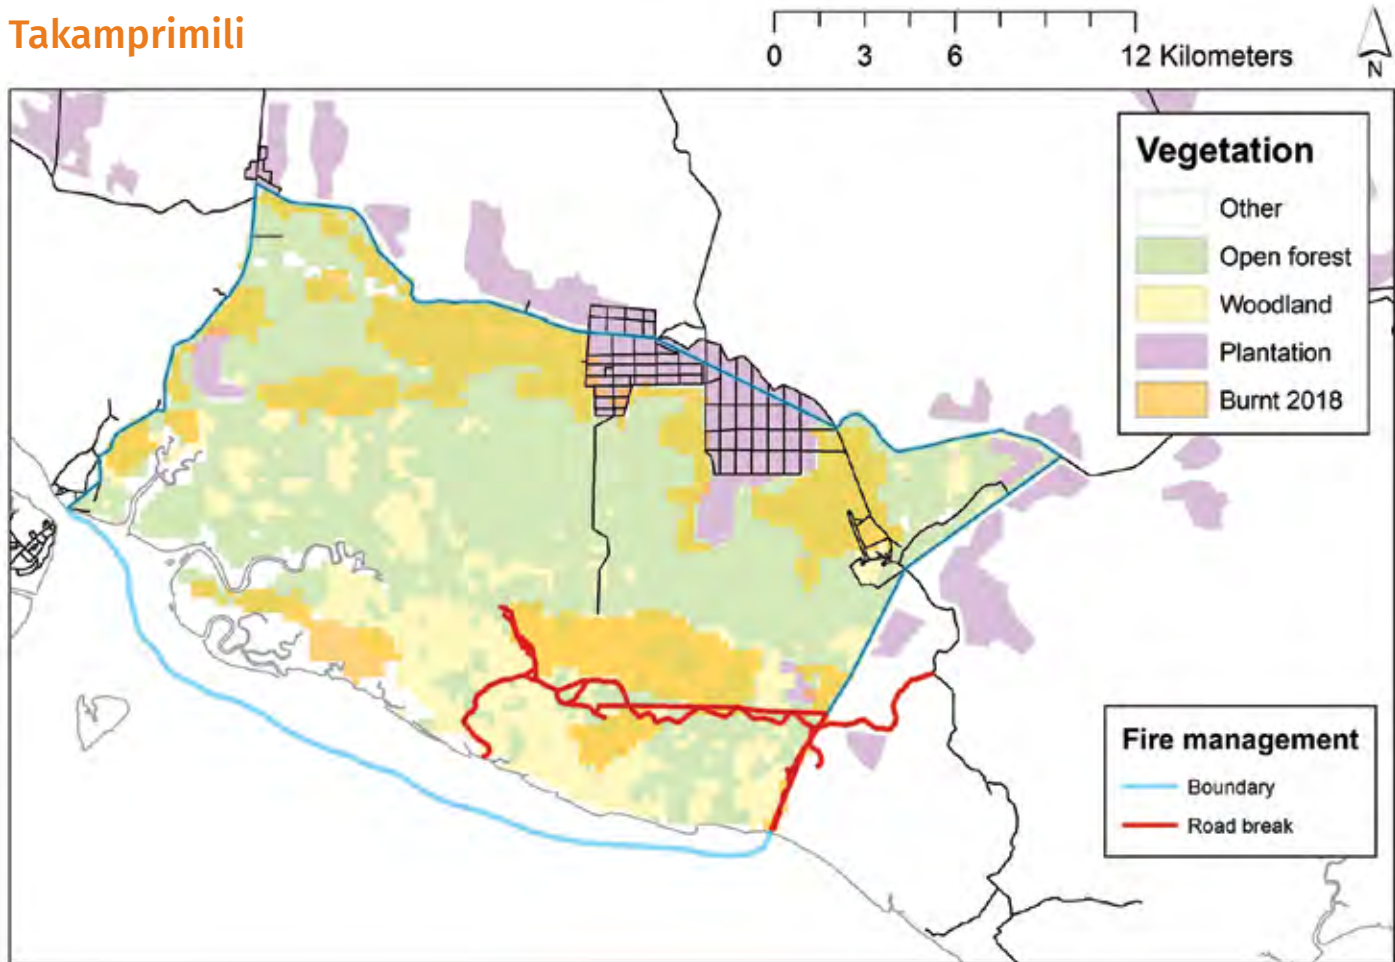 Takamprimili
0 3 6 12 Kilometers
N
Vegetation
Other
Open forest
Woodland
Plantation
Burnt 2018
Fire management
Boundary
Road break